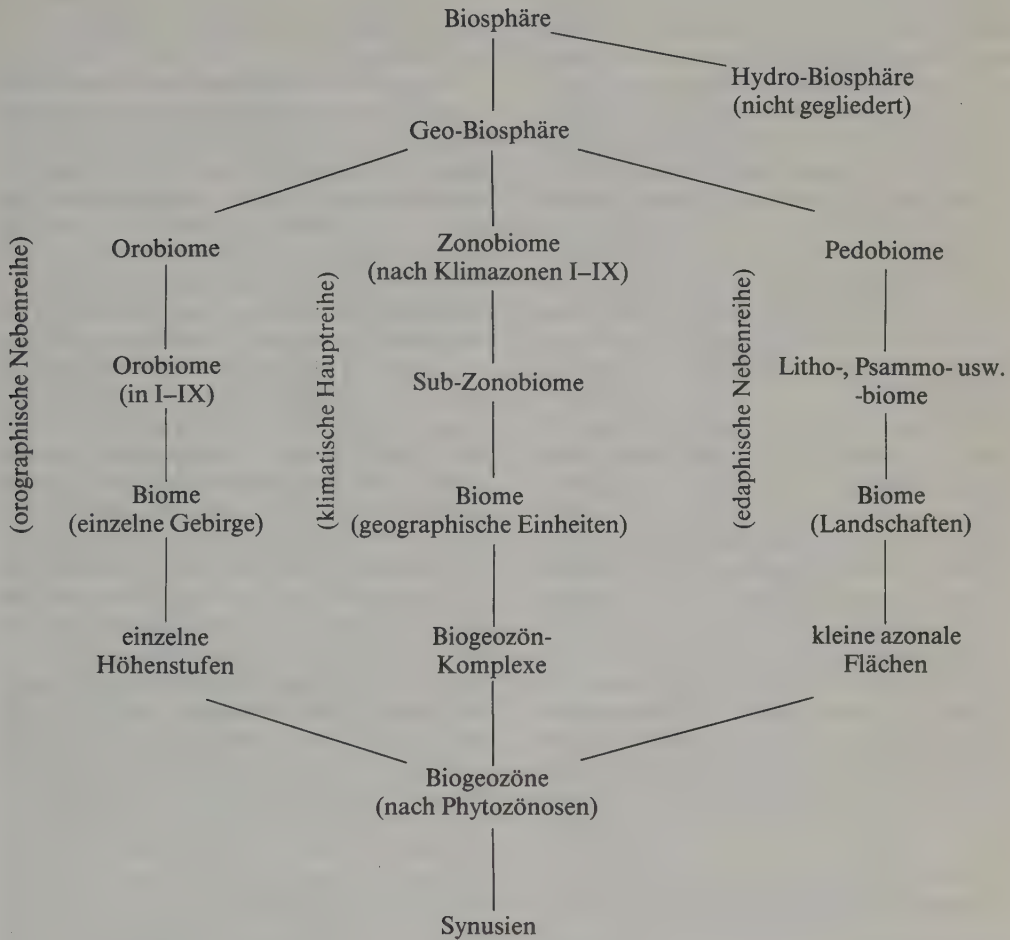 Biosphäre
Hydro-Biosphäre
(nicht gegliedert)
Geo-Biosphäre
(orographische Nebenreihe)
Orobiome
Orobiome
(in I–IX)
Biome
(einzelne Gebirge)
einzelne
Höhenstufen
(klimatische Hauptreihe)
Zonobiome
(nach Klimazonen I–IX)
Sub-Zonobiome
Biome
(geographische Einheiten)
Biogeozön-
Komplexe
(edaphische Nebenreihe)
Pedobiome
Litho-, Psammo- usw.
-biome
Biome
(Landschaften)
kleine azonale
Flächen
Biogeozöne
(nach Phytozönosen)
Synusien